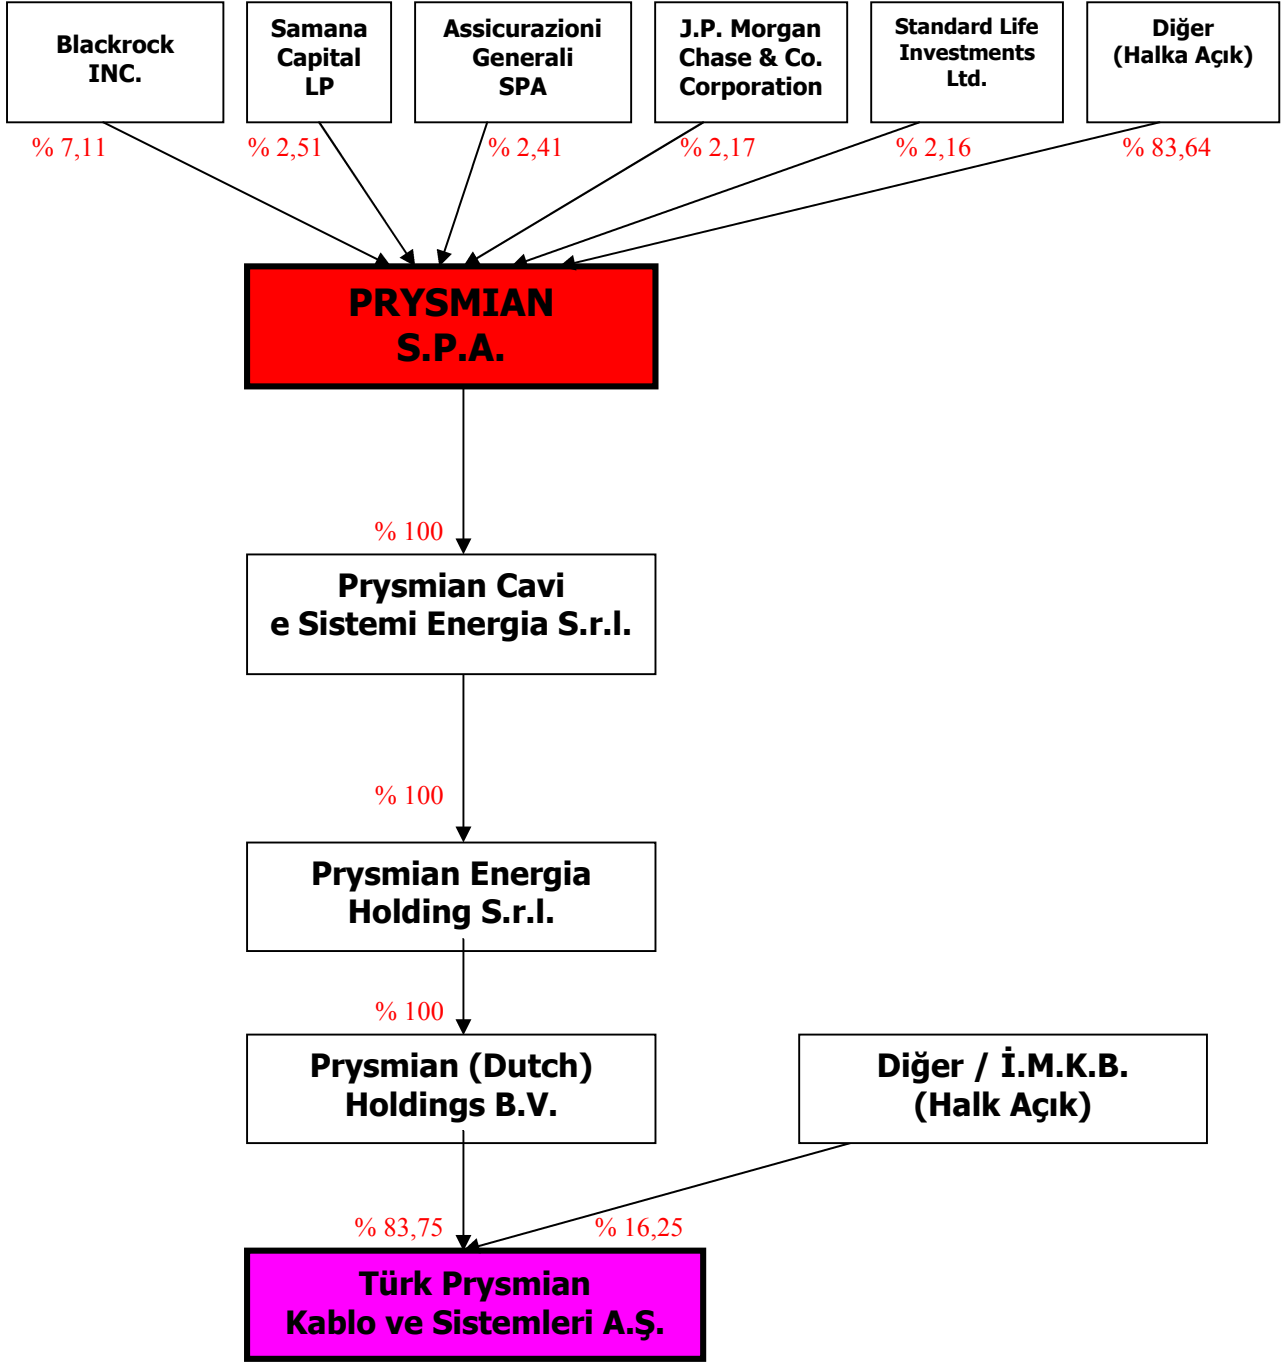 Blackrock
INC.
Samana
Capital
LP
Assicurazioni
Generali
SPA
J.P. Morgan
Chase & Co.
Corporation
Standard Life
Investments
Ltd.
Diğer
(Halka Açık)
% 7,11
% 2,51
% 2,41
% 2,17
% 2,16
% 83,64
PRYSMIAN
S.P.A.
% 100
Prysmian Cavi
e Sistemi Energia S.r.l.
% 100
Prysmian Energia
Holding S.r.l.
% 100
Prysmian (Dutch)
Holdings B.V.
Diğer / İ.M.K.B.
(Halk Açık)
% 83,75
% 16,25
Türk Prysmian
Kablo ve Sistemleri A.Ş.